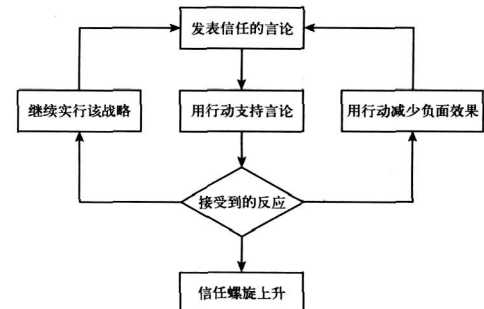 发表信任的言论
继续实行该战略
用行动支持言论
用行动减少负面效果
接受到的反应
信任螺旋上升